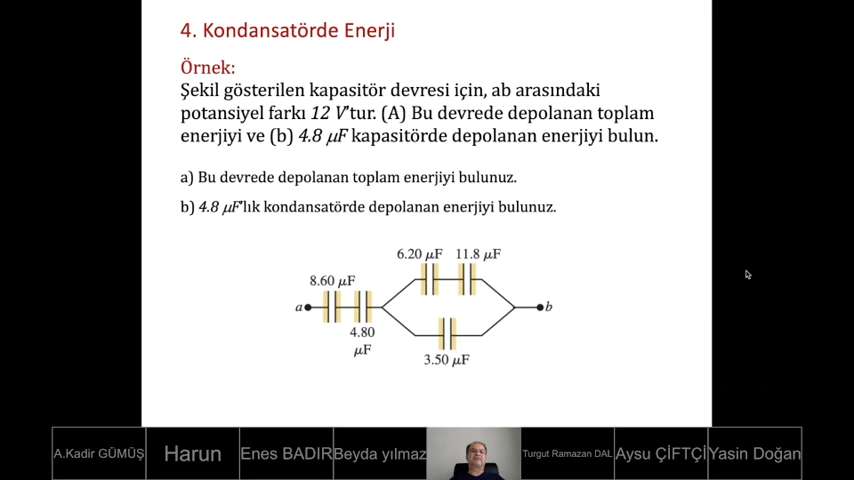 4. Kondansatörde Enerji
Örnek:
Şekil gösterilen kapasitör devresi için, ab arasındaki
potansiyel farkı 12 V'tur. (A) Bu devrede depolanan toplam
enerjiyi ve (b) 4.8 μF kapasitörde depolanan enerjiyi bulun.
a) Bu devrede depolanan toplam enerjiyi bulunuz.
b) 4.8 μF'lık kondansatörde depolanan enerjiyi bulunuz.
6.20 μF 11.8 μF
8.60 μF
a b
4.80
μF
3.50 μF
A.Kadir GÜMÜŞ Harun Enes BADIR Beyda yılmaz Turgut Ramazan DAL Aysu ÇİFTÇİ Yasin Doğan